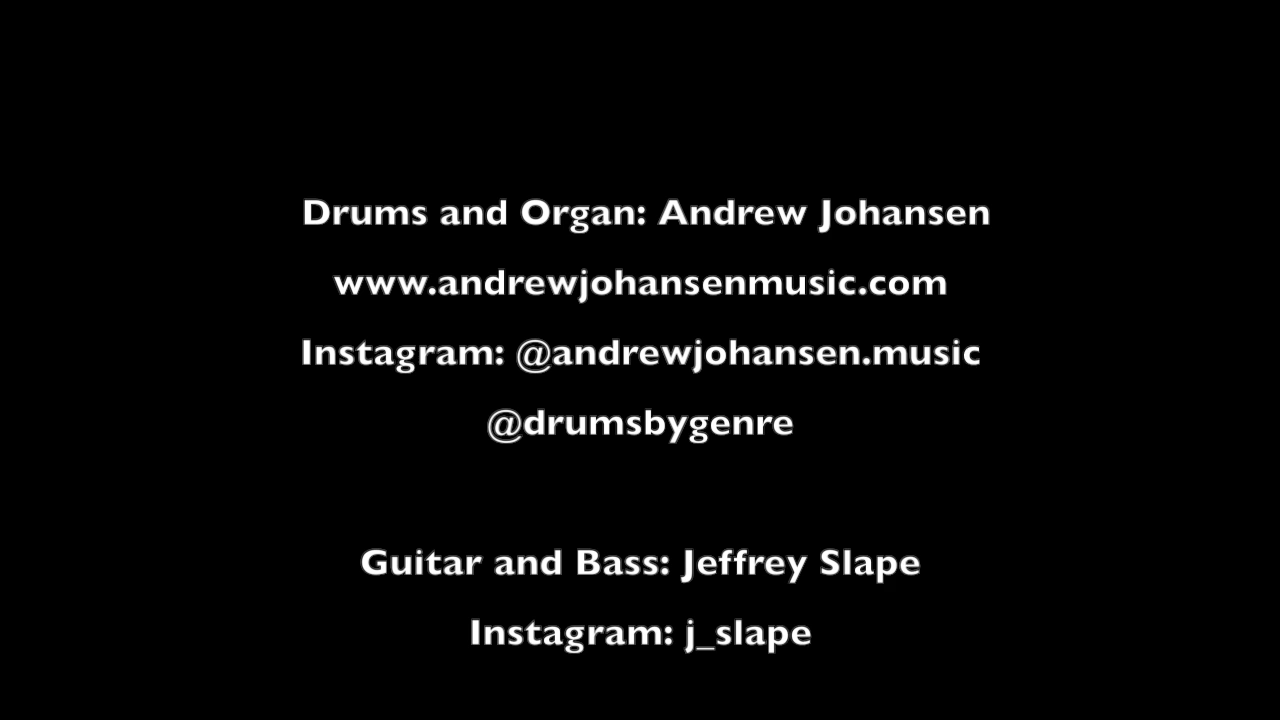 Drums and Organ: Andrew Johansen
www.andrewjohansenmusic.com
Instagram: @andrewjohansen.music
@drumsbygenre
Guitar and Bass: Jeffrey Slape
Instagram: j_slape